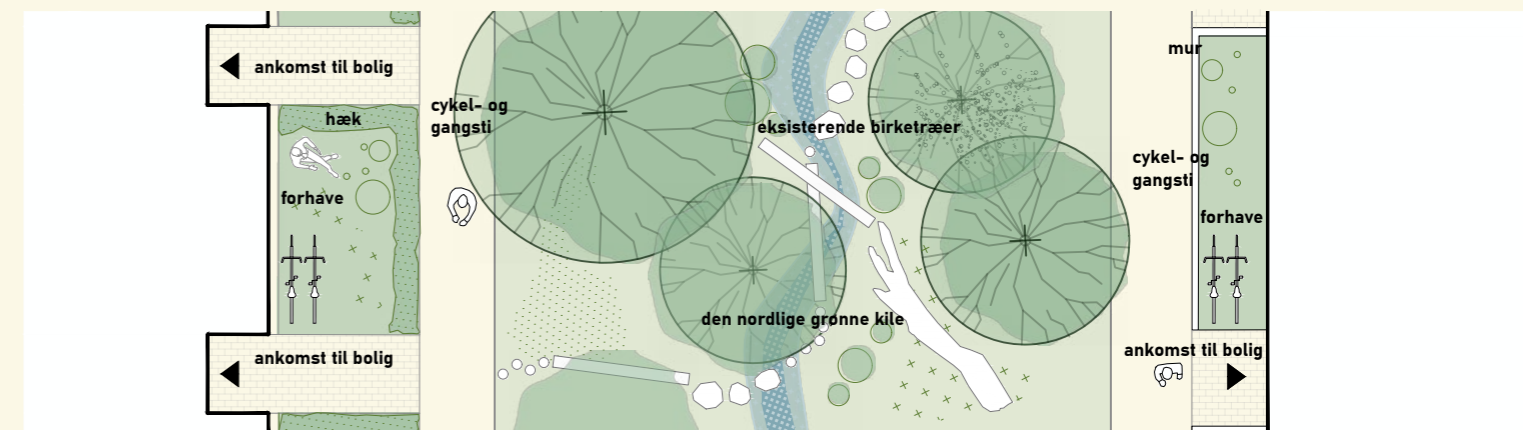 ankomst til bolig
hæk
forhave
ankomst til bolig
cykel- og
gangsti
eksisterende birketræer
den nordlige grønne kile
mur
cykel- og
gangsti
forhave
ankomst til bolig